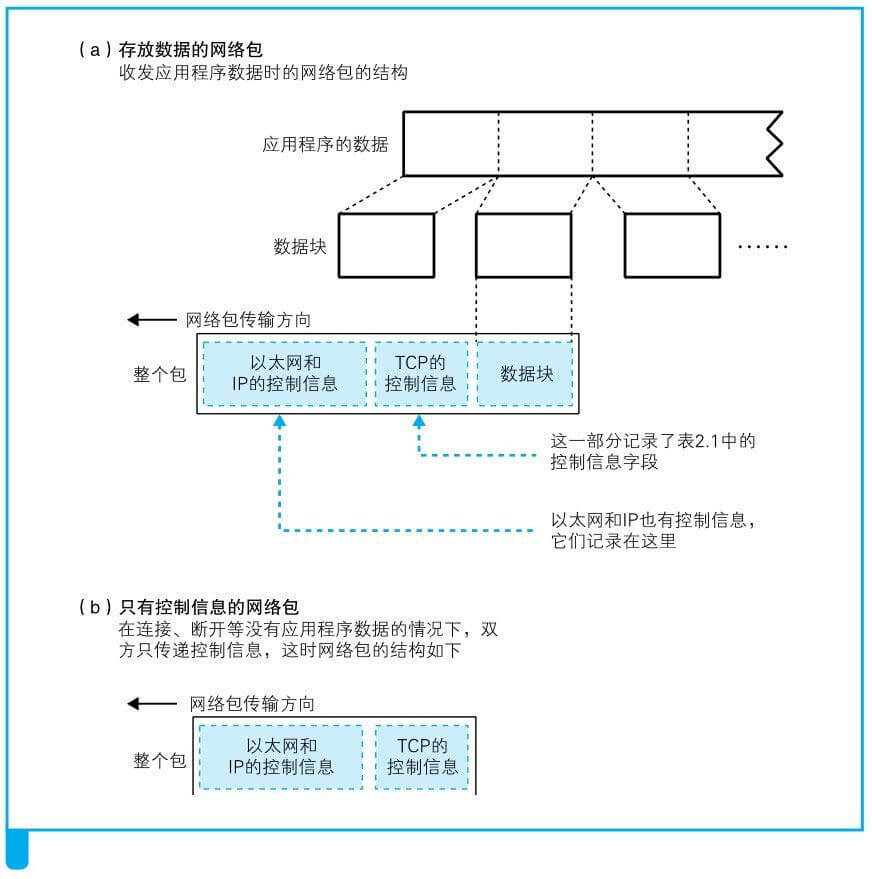 （a）存放数据的网络包
收发应用程序数据时的网络包的结构
应用程序的数据
数据块
……
网络包传输方向
整个包
以太网和
IP的控制信息
TCP的
控制信息
数据块
这一部分记录了表2.1中的
控制信息字段
以太网和IP也有控制信息，
它们记录在这里
（b）只有控制信息的网络包
在连接、断开等没有应用程序数据的情况下，双
方只传递控制信息，这时网络包的结构如下
网络包传输方向
整个包
以太网和
IP的控制信息
TCP的
控制信息